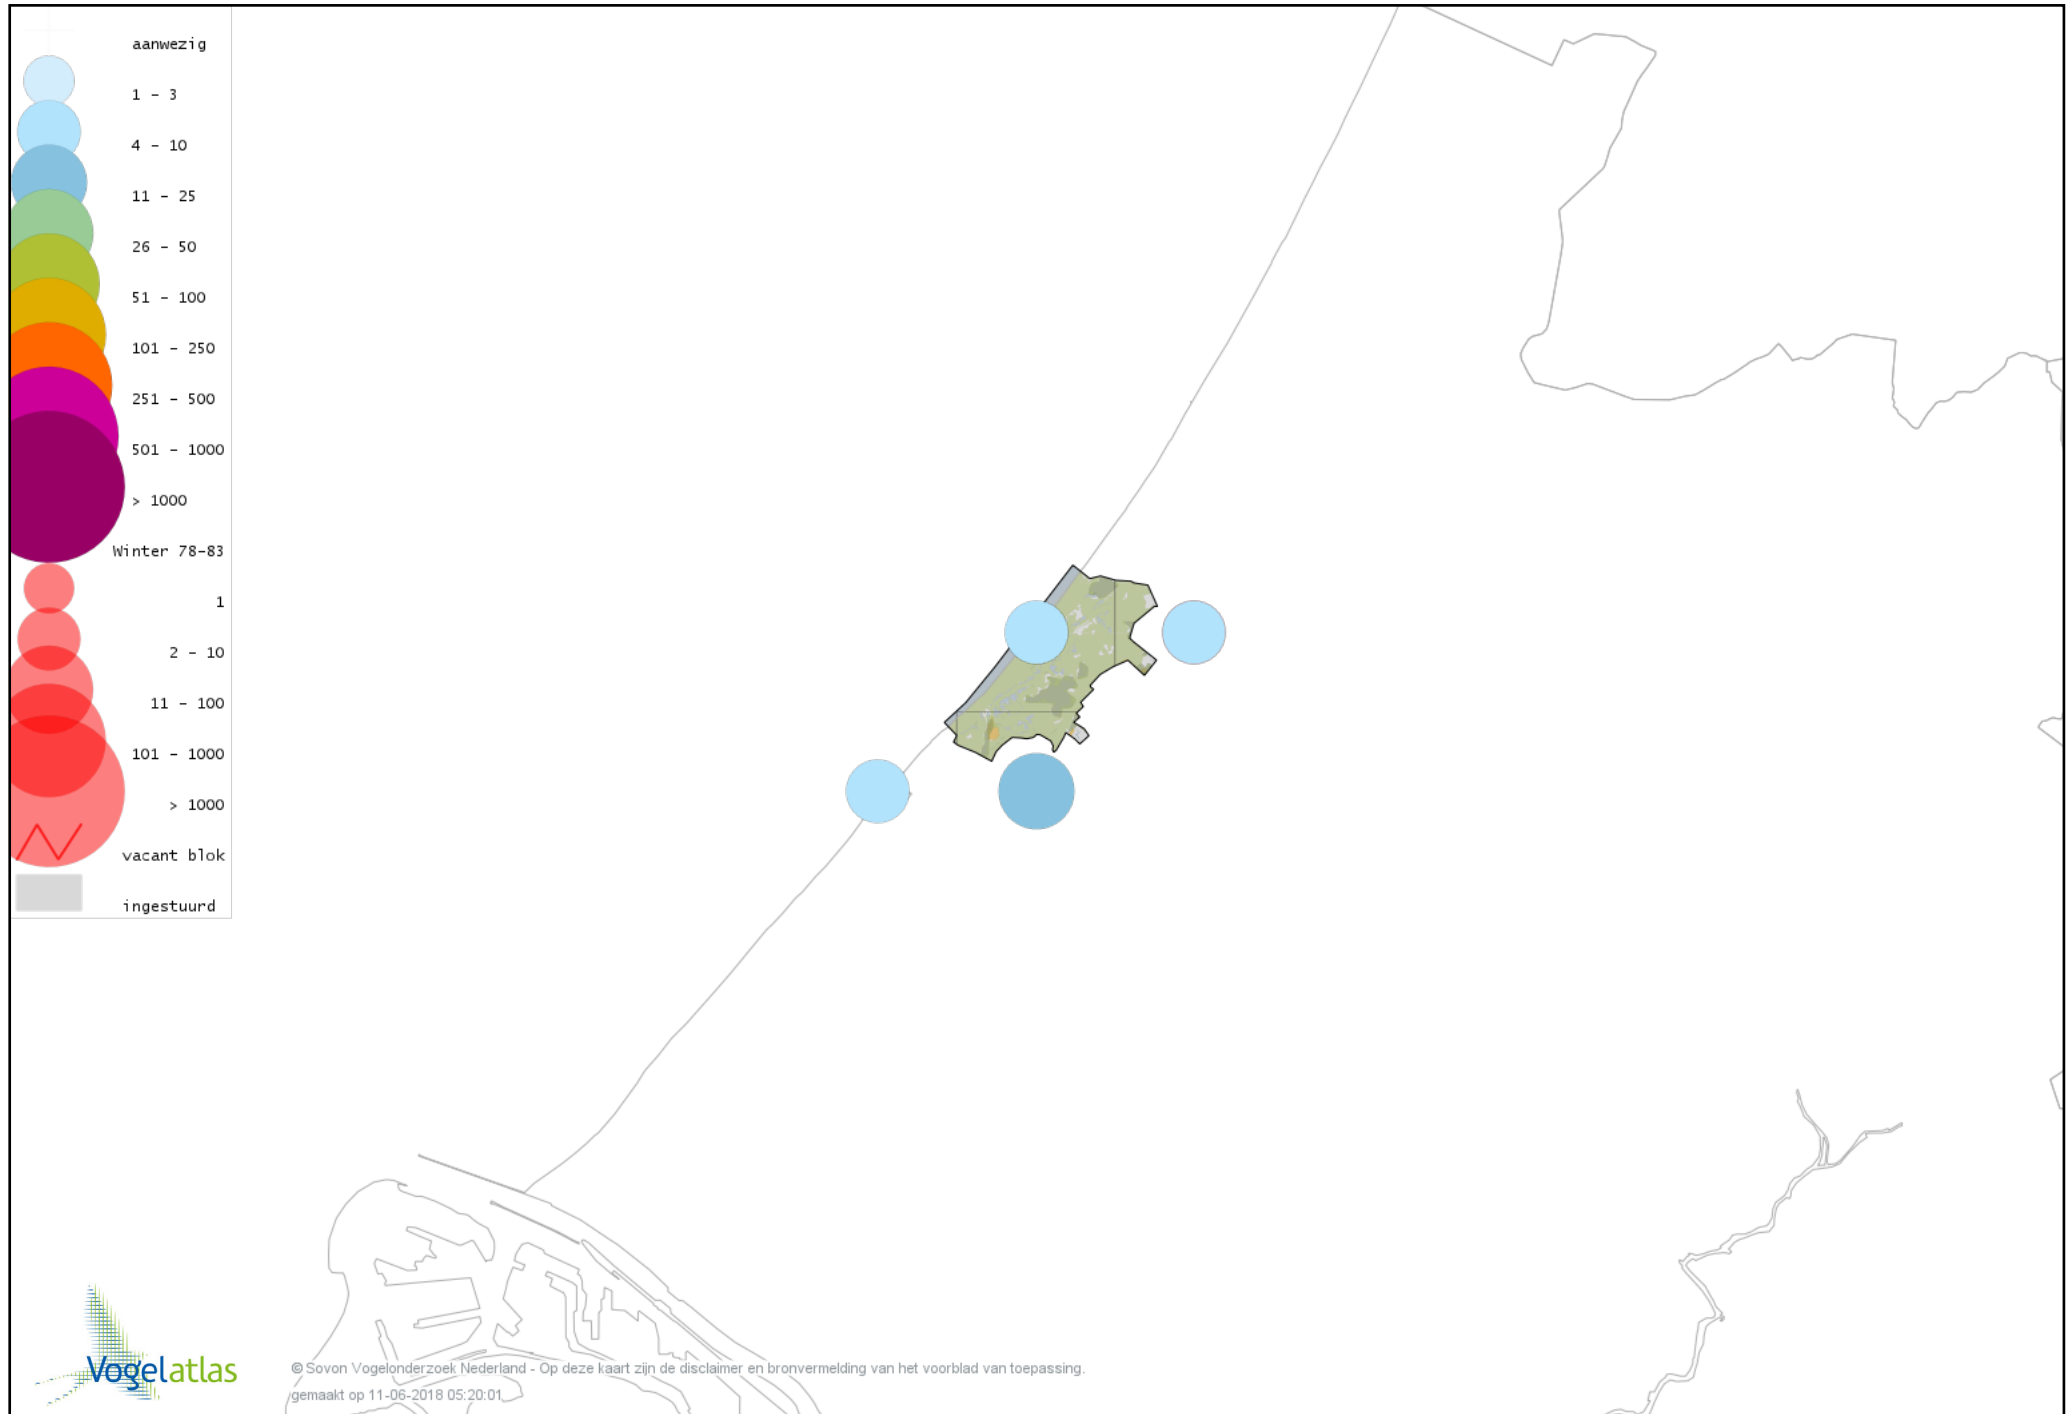 aanwezig
1 - 3
4 - 10
11 - 25
26 - 50
51 - 100
101 - 250
251 - 500
501 - 1000
> 1000
Winter 78-83
1
2 - 10
11 - 100
101 - 1000
> 1000
vacant blok
ingestuurd
Vogelatlas
© Sovon Vogelonderzoek Nederland - Op deze kaart zijn de disclaimer en bronvermelding van het voorblad van toepassing.
gemaakt op 11-06-2018 05:20:01